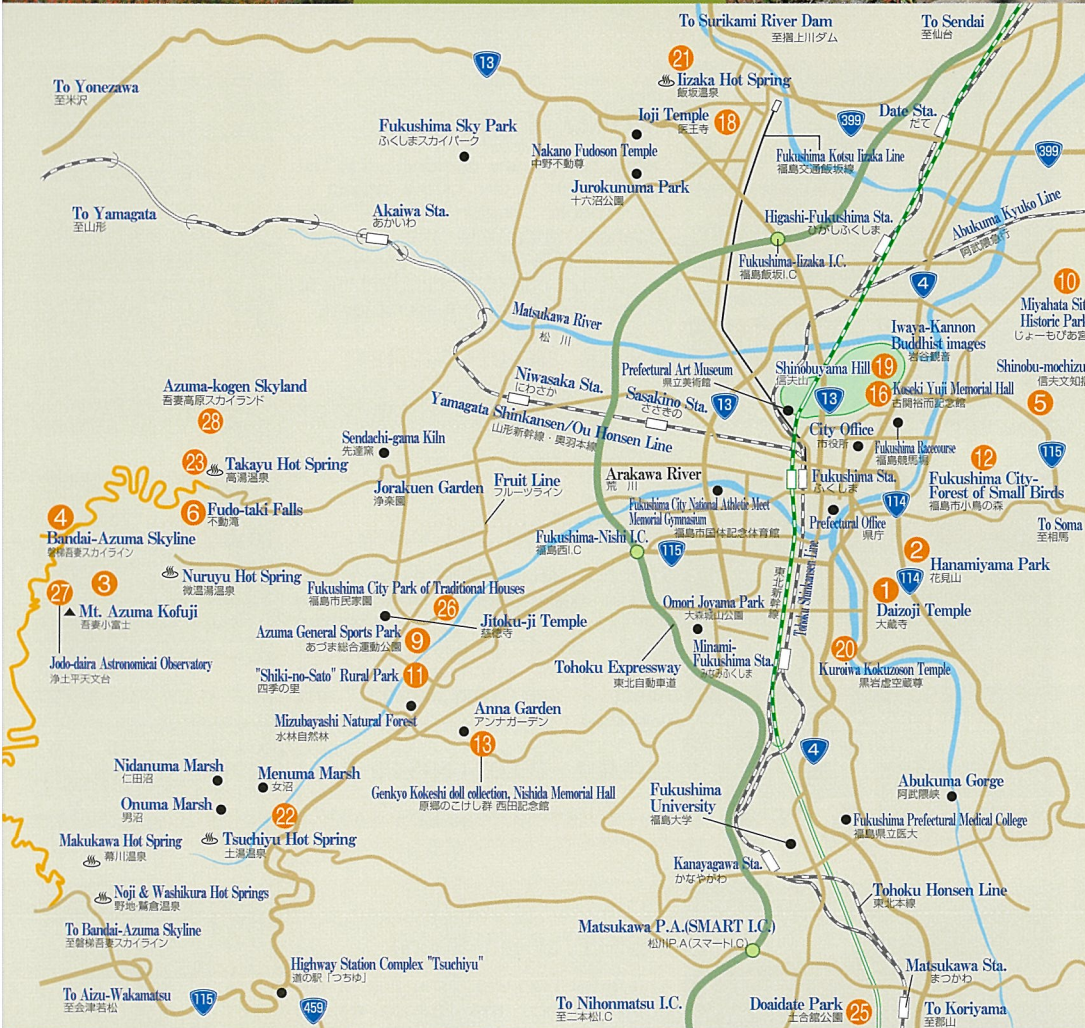 To Surikami River Dam
至摺上川ダム
To Sendai
至仙台
13
21
Iizaka Hot Spring
飯坂温泉
To Yonezawa
至米沢
Fukushima Sky Park
ふくしまスカイパーク
Ioji Temple
医王寺
18
399
Date Sta.
だて
Nakano Fudoson Temple
中野不動尊
Fukushima Kotsu Iizaka Line
福島交通飯坂線
399
Jurokunuma Park
十六沼公園
To Yamagata
至山形
Akaiwa Sta.
あかいわ
Higashi-Fukushima Sta.
ひがしふくしま
Abukuma Kyuko Line
阿武隈急行
Fukushima-Iizaka I.C.
福島飯坂I.C
4
10
Miyahata Sit
Historic Park
じょーもぴあ宮
Matsukawa River
松川
Iwaya-Kannon
Buddhist images
岩谷観音
Prefectural Art Museum
県立美術館
Shinobuyama Hill
信夫山
19
Shinobu-mochizu
信夫文知摺
5
Azuma-kogen Skyland
吾妻高原スカイランド
28
Niwasaka Sta.
にわさか
Sasakino Sta.
ささきの
13
13
16
Koseki Yuji Memorial Hall
古関裕而記念館
Yamagata Shinkansen/Ou Honsen Line
山形新幹線・奥羽本線
Sendachi-gama Kiln
先達窯
City Office
市役所
Fukushima Racecourse
福島競馬場
115
23
Takayu Hot Spring
高湯温泉
Jorakuen Garden
浄楽園
Fruit Line
フルーツライン
Arakawa River
荒川
Fukushima Sta.
ふくしま
12
Fukushima City-
Forest of Small Birds
福島市小鳥の森
4
Bandai-Azuma Skyline
磐梯吾妻スカイライン
6
Fudo-taki Falls
不動滝
Fukushima City National Athletic Meet
Memorial Gymnasium
福島市国体記念体育館
114
Prefectural Office
県庁
To Soma
至相馬
Fukushima-Nishi I.C.
福島西I.C
115
2
Hanamiyama Park
花見山
Nuruyu Hot Spring
微温湯温泉
27
3
Mt. Azuma Kofuji
吾妻小富士
Fukushima City Park of Traditional Houses
福島市民家園
26
Jitoku-ji Temple
慈徳寺
東北新幹線
Tohoku Shinkansen Line
1
114
Daizoji Temple
大蔵寺
Omori Joyama Park
大森城山公園
Azuma General Sports Park
あづま総合運動公園
9
Minami-
Fukushima Sta.
みなみふくしま
20
Kuroiwa Kokuzoson Temple
黒岩虚空蔵尊
Jodo-daira Astronomicai Observatory
浄土平天文台
"Shiki-no-Sato" Rural Park
四季の里
11
Tohoku Expressway
東北自動車道
Mizubayashi Natural Forest
水林自然林
Anna Garden
アンナガーデン
13
4
Nidanuma Marsh
仁田沼
Menuma Marsh
女沼
Genkyo Kokeshi doll collection, Nishida Memorial Hall
原郷のこけし群 西田記念館
Fukushima
University
福島大学
Abukuma Gorge
阿武隈峡
Onuma Marsh
男沼
22
Tsuchiyu Hot Spring
土湯温泉
Fukushima Prefectural Medical College
福島県立医大
Makukawa Hot Spring
幕川温泉
Kanayagawa Sta.
かなやがわ
Noji & Washikura Hot Springs
野地・鷲倉温泉
Tohoku Honsen Line
東北本線
To Bandai-Azuma Skyline
至磐梯吾妻スカイライン
Matsukawa P.A.(SMART I.C.)
松川P.A(スマートI.C)
Highway Station Complex "Tsuchiyu"
道の駅「つちゆ」
Matsukawa Sta.
まつかわ
To Aizu-Wakamatsu
至会津若松
115
459
To Nihonmatsu I.C.
至二本松I.C
Doaidate Park
土合舘公園
25
To Koriyama
至郡山